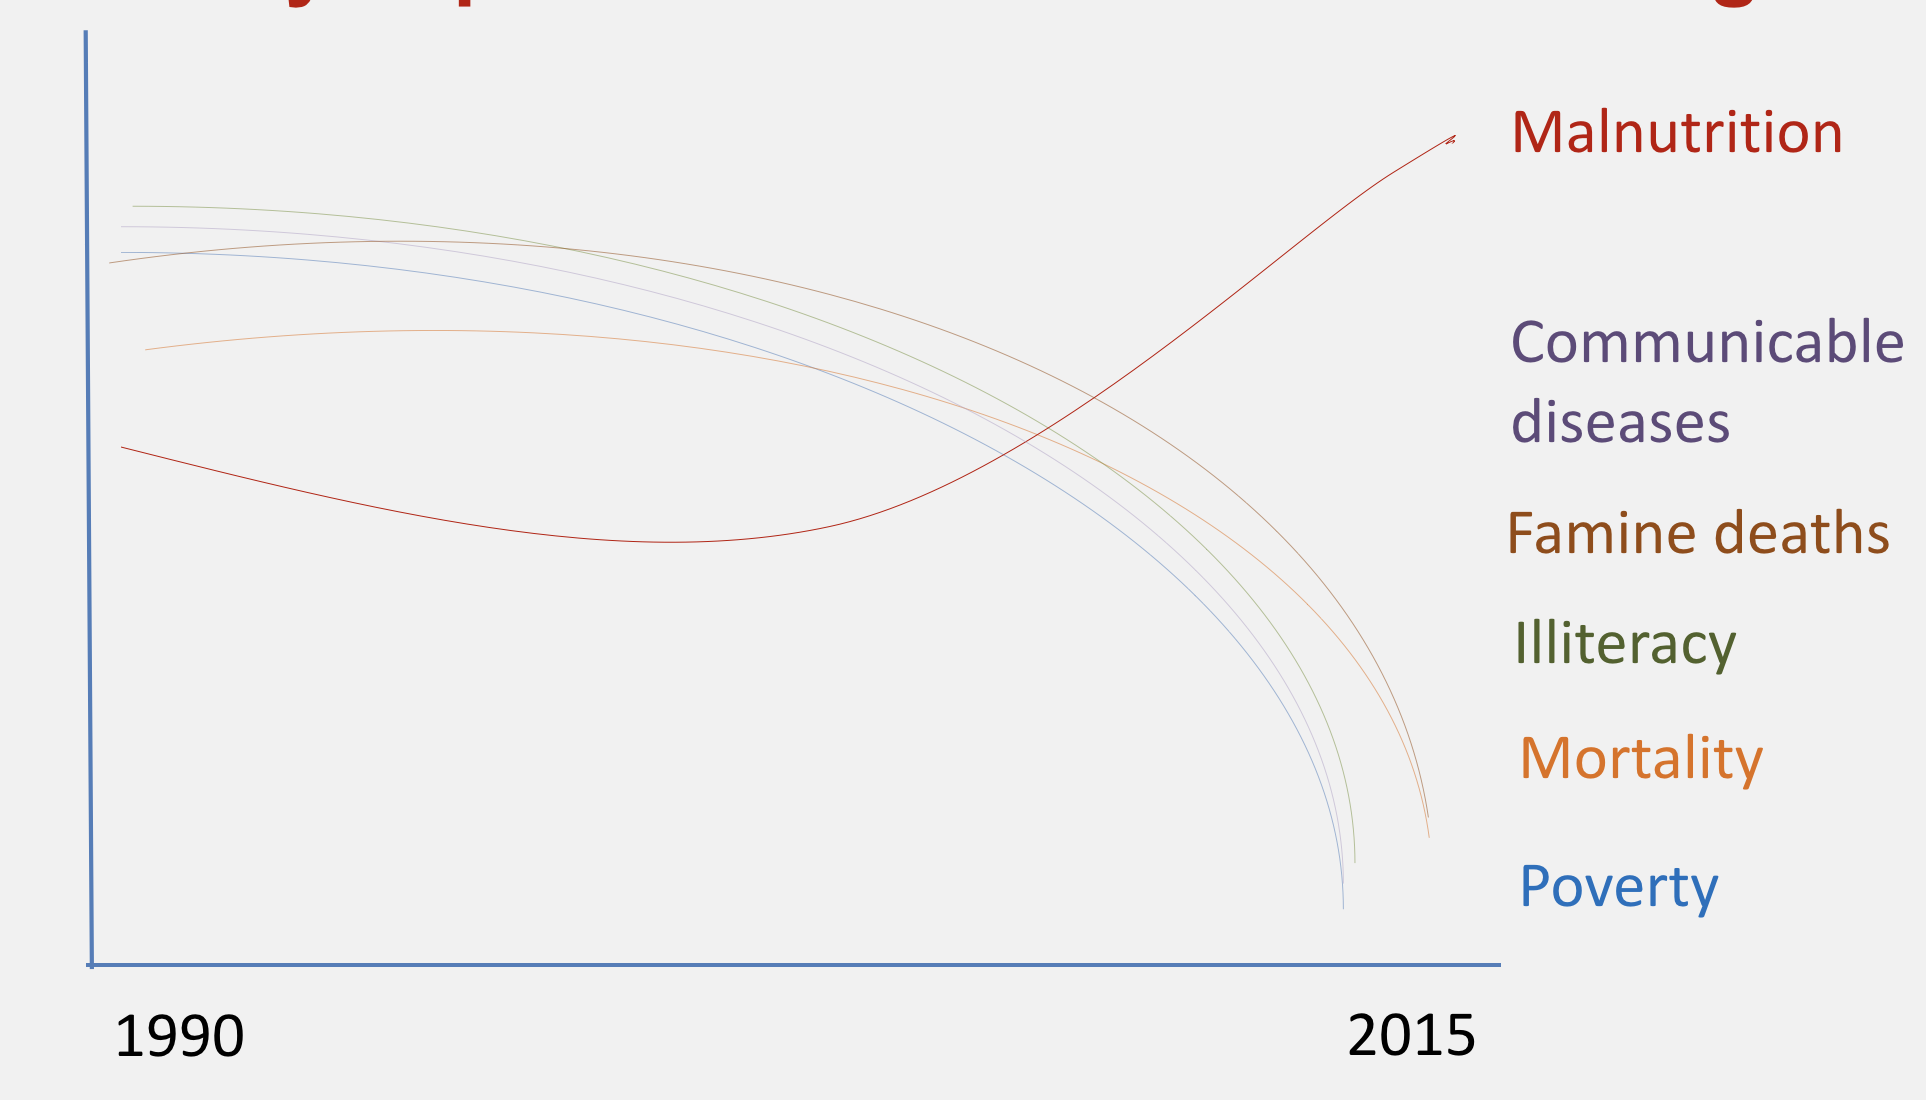 Malnutrition
Communicable
diseases
Famine deaths
Illiteracy
Mortality
Poverty
1990
2015